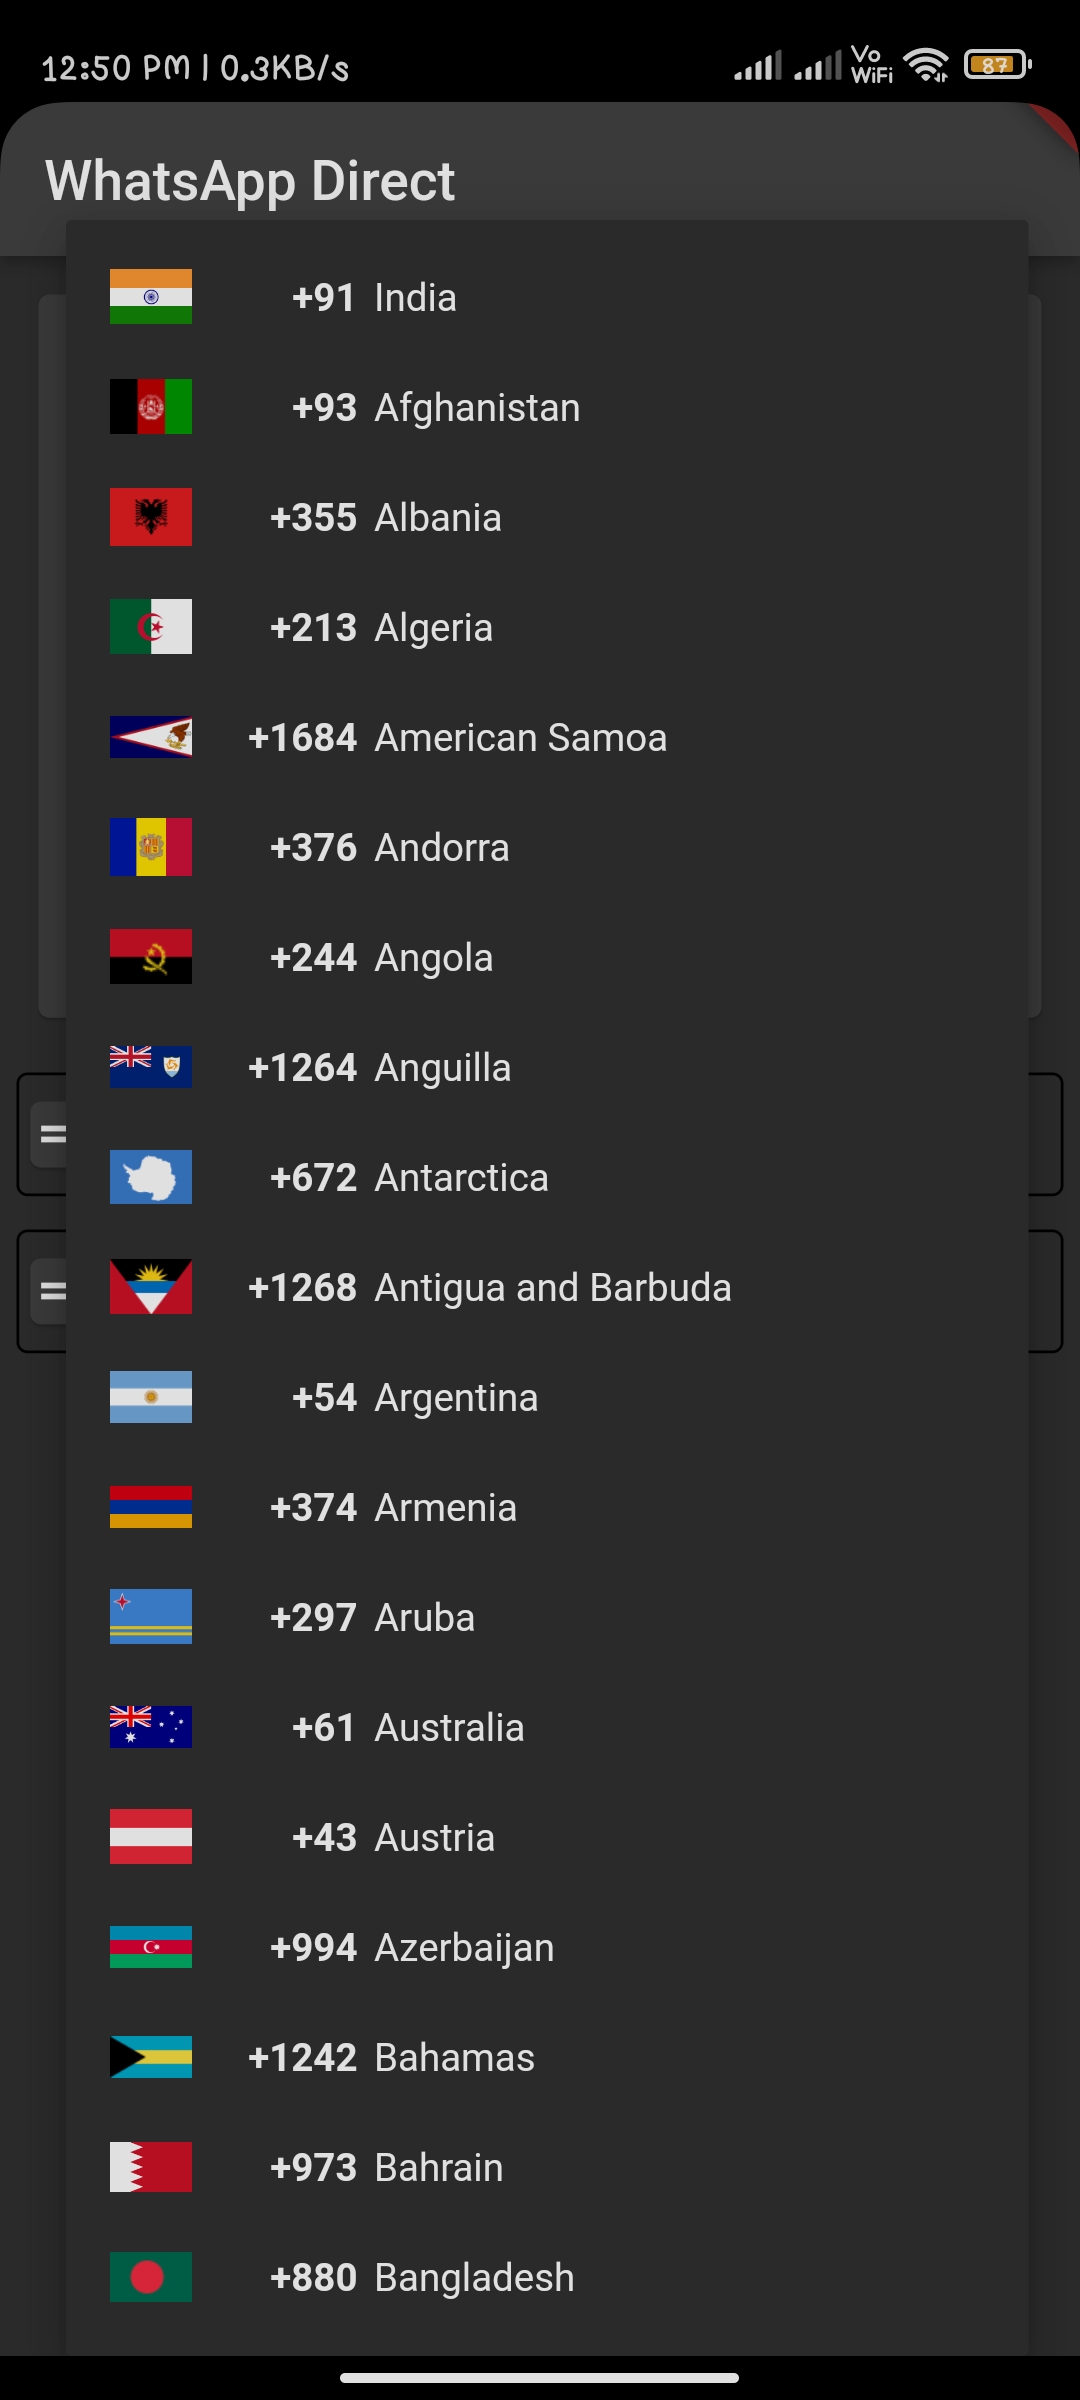 12:50 PM | 0.3KB/s Vo WiFi 87
WhatsApp Direct
+91 India
+93 Afghanistan
+355 Albania
+213 Algeria
+1684 American Samoa
+376 Andorra
+244 Angola
+1264 Anguilla
+672 Antarctica
+1268 Antigua and Barbuda
+54 Argentina
+374 Armenia
+297 Aruba
+61 Australia
+43 Austria
+994 Azerbaijan
+1242 Bahamas
+973 Bahrain
+880 Bangladesh